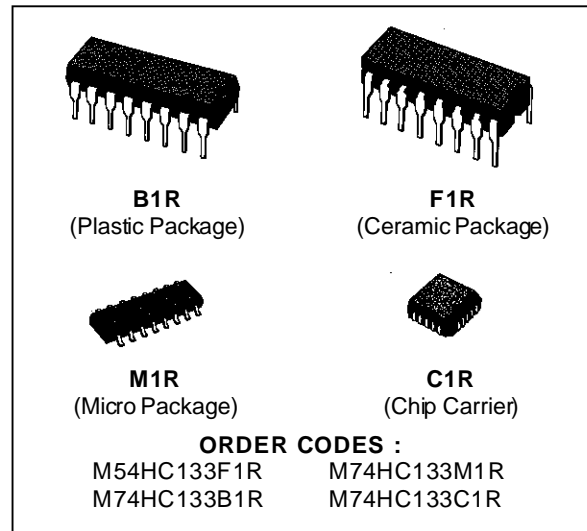 B1R
(Plastic Package)
F1R
(Ceramic Package)
M1R
(Micro Package)
C1R
(Chip Carrier)
ORDER CODES :
M54HC133F1R M74HC133M1R
M74HC133B1R M74HC133C1R